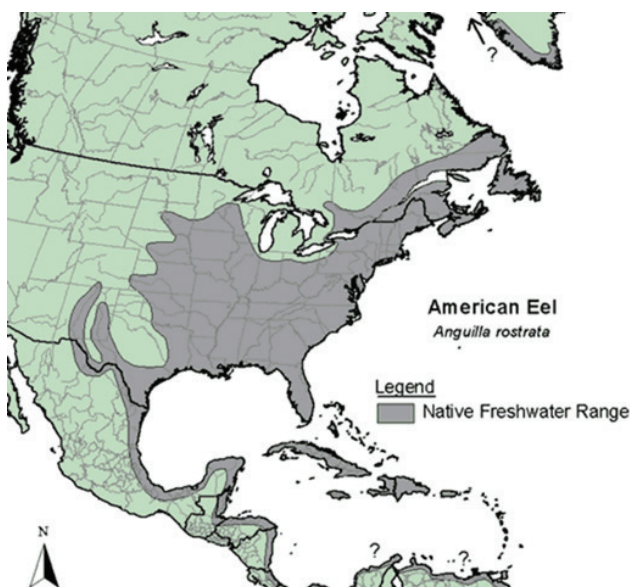 ?
American Eel
Anguilla rostrata
Legend
Native Freshwater Range
N
? ?